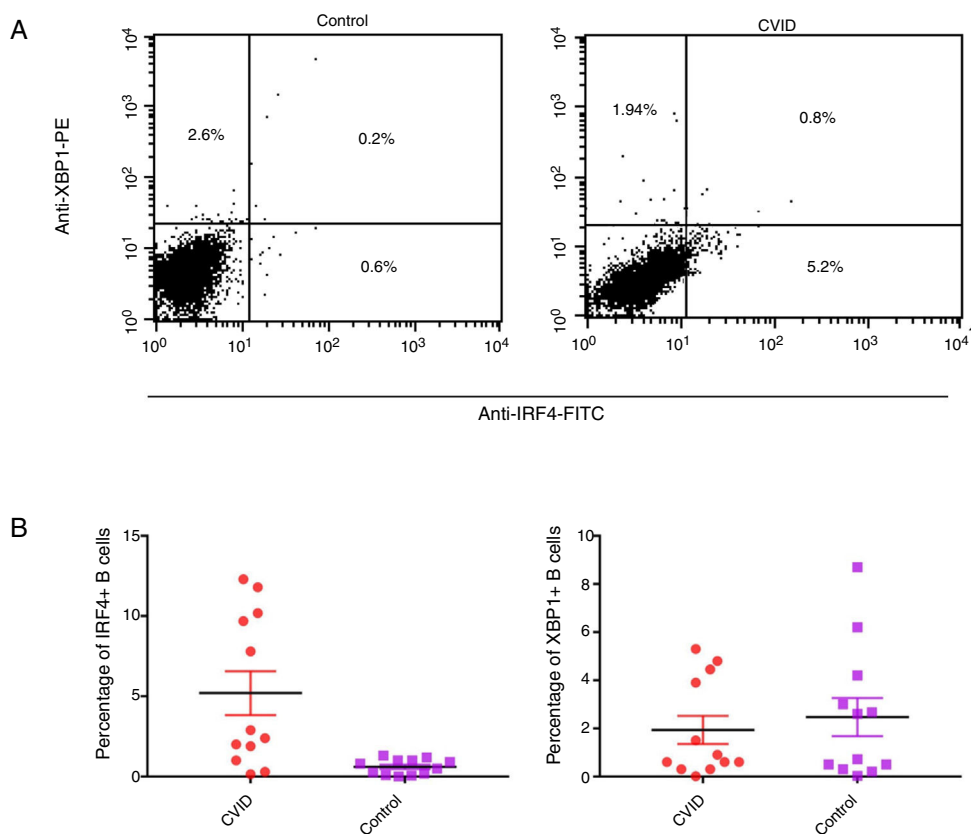 A
Control
CVID
Anti-XBP1-PE
10⁴
10³
10²
10¹
10⁰
2.6%
0.2%
0.6%
10⁰ 10¹ 10² 10³ 10⁴
10⁴
10³
10²
10¹
10⁰
1.94%
0.8%
5.2%
10⁰ 10¹ 10² 10³ 10⁴
Anti-IRF4-FITC
B
Percentage of IRF4+ B cells
15
10
5
0
CVID
Control
Percentage of XBP1+ B cells
10
8
6
4
2
0
CVID
Control